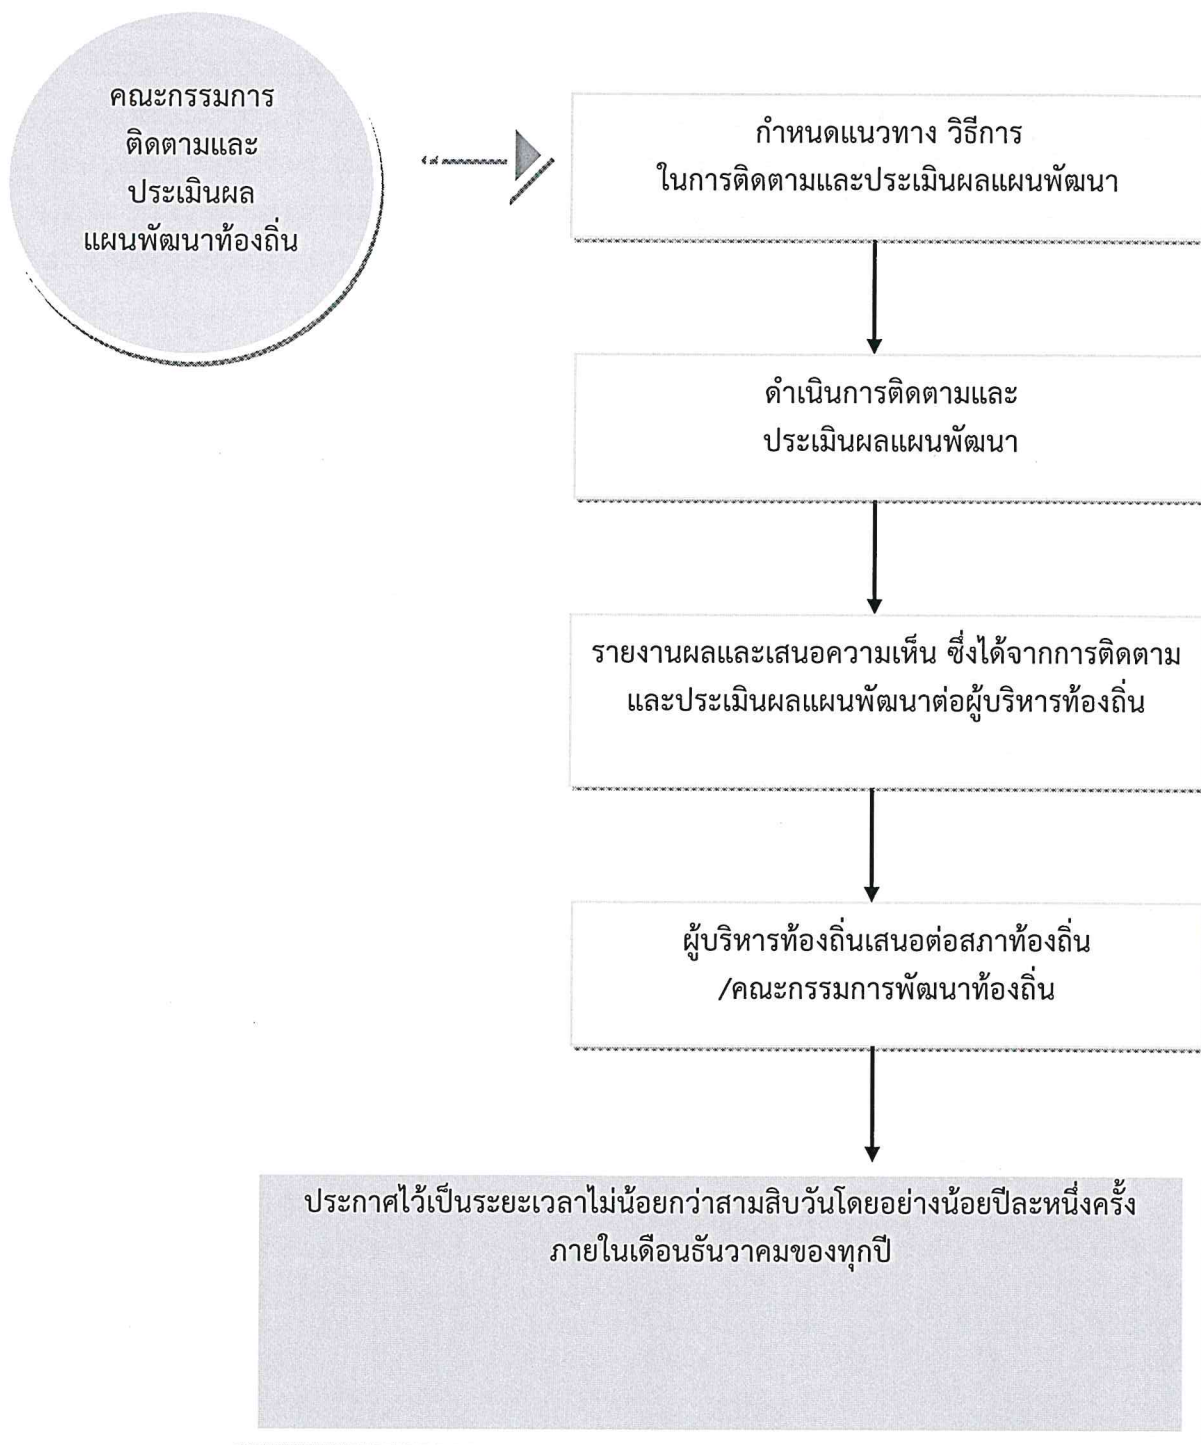 คณะกรรมการ
ติดตามและ
ประเมินผล
แผนพัฒนาท้องถิ่น
กำหนดแนวทาง วิธีการ
ในการติดตามและประเมินผลแผนพัฒนา
ดำเนินการติดตามและ
ประเมินผลแผนพัฒนา
รายงานผลและเสนอความเห็น ซึ่งได้จากการติดตาม
และประเมินผลแผนพัฒนาต่อผู้บริหารท้องถิ่น
ผู้บริหารท้องถิ่นเสนอต่อสภาท้องถิ่น
/คณะกรรมการพัฒนาท้องถิ่น
ประกาศไว้เป็นระยะเวลาไม่น้อยกว่าสามสิบวันโดยอย่างน้อยปีละหนึ่งครั้ง
ภายในเดือนธันวาคมของทุกปี